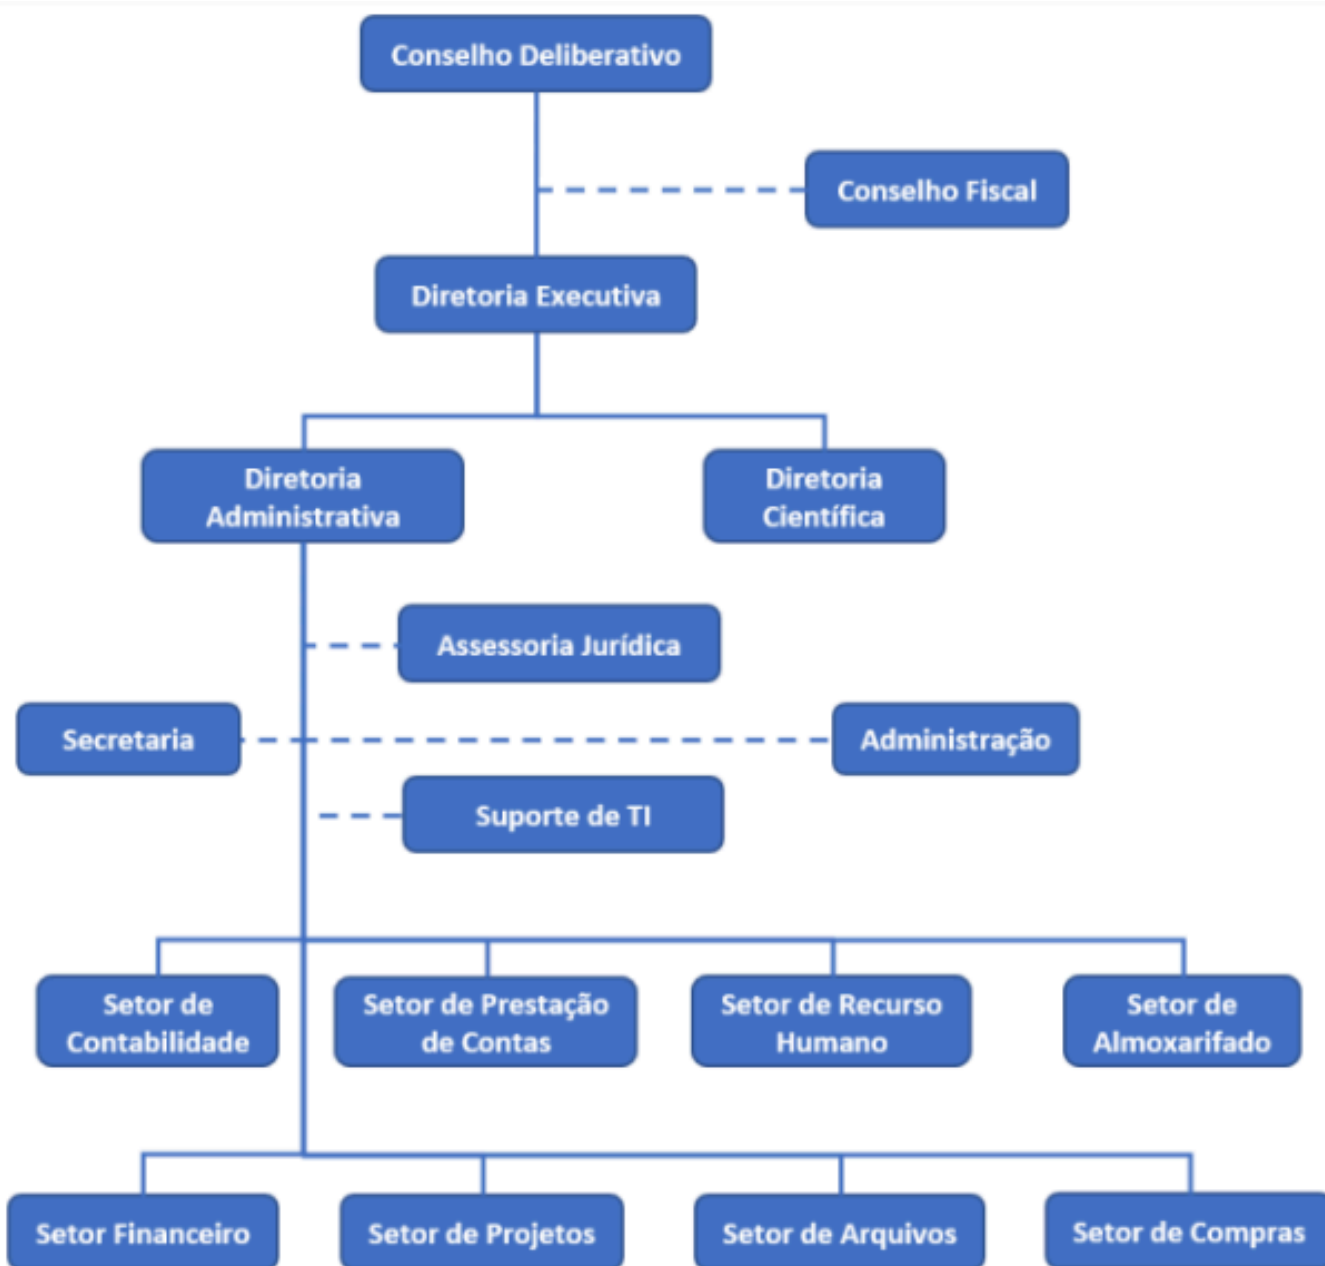 Conselho Deliberativo
Conselho Fiscal
Diretoria Executiva
Diretoria
Administrativa
Diretoria
Científica
Assessoria Jurídica
Secretaria
Administração
Suporte de TI
Setor de
Contabilidade
Setor de Prestação
de Contas
Setor de Recurso
Humano
Setor de
Almoxarifado
Setor Financeiro
Setor de Projetos
Setor de Arquivos
Setor de Compras